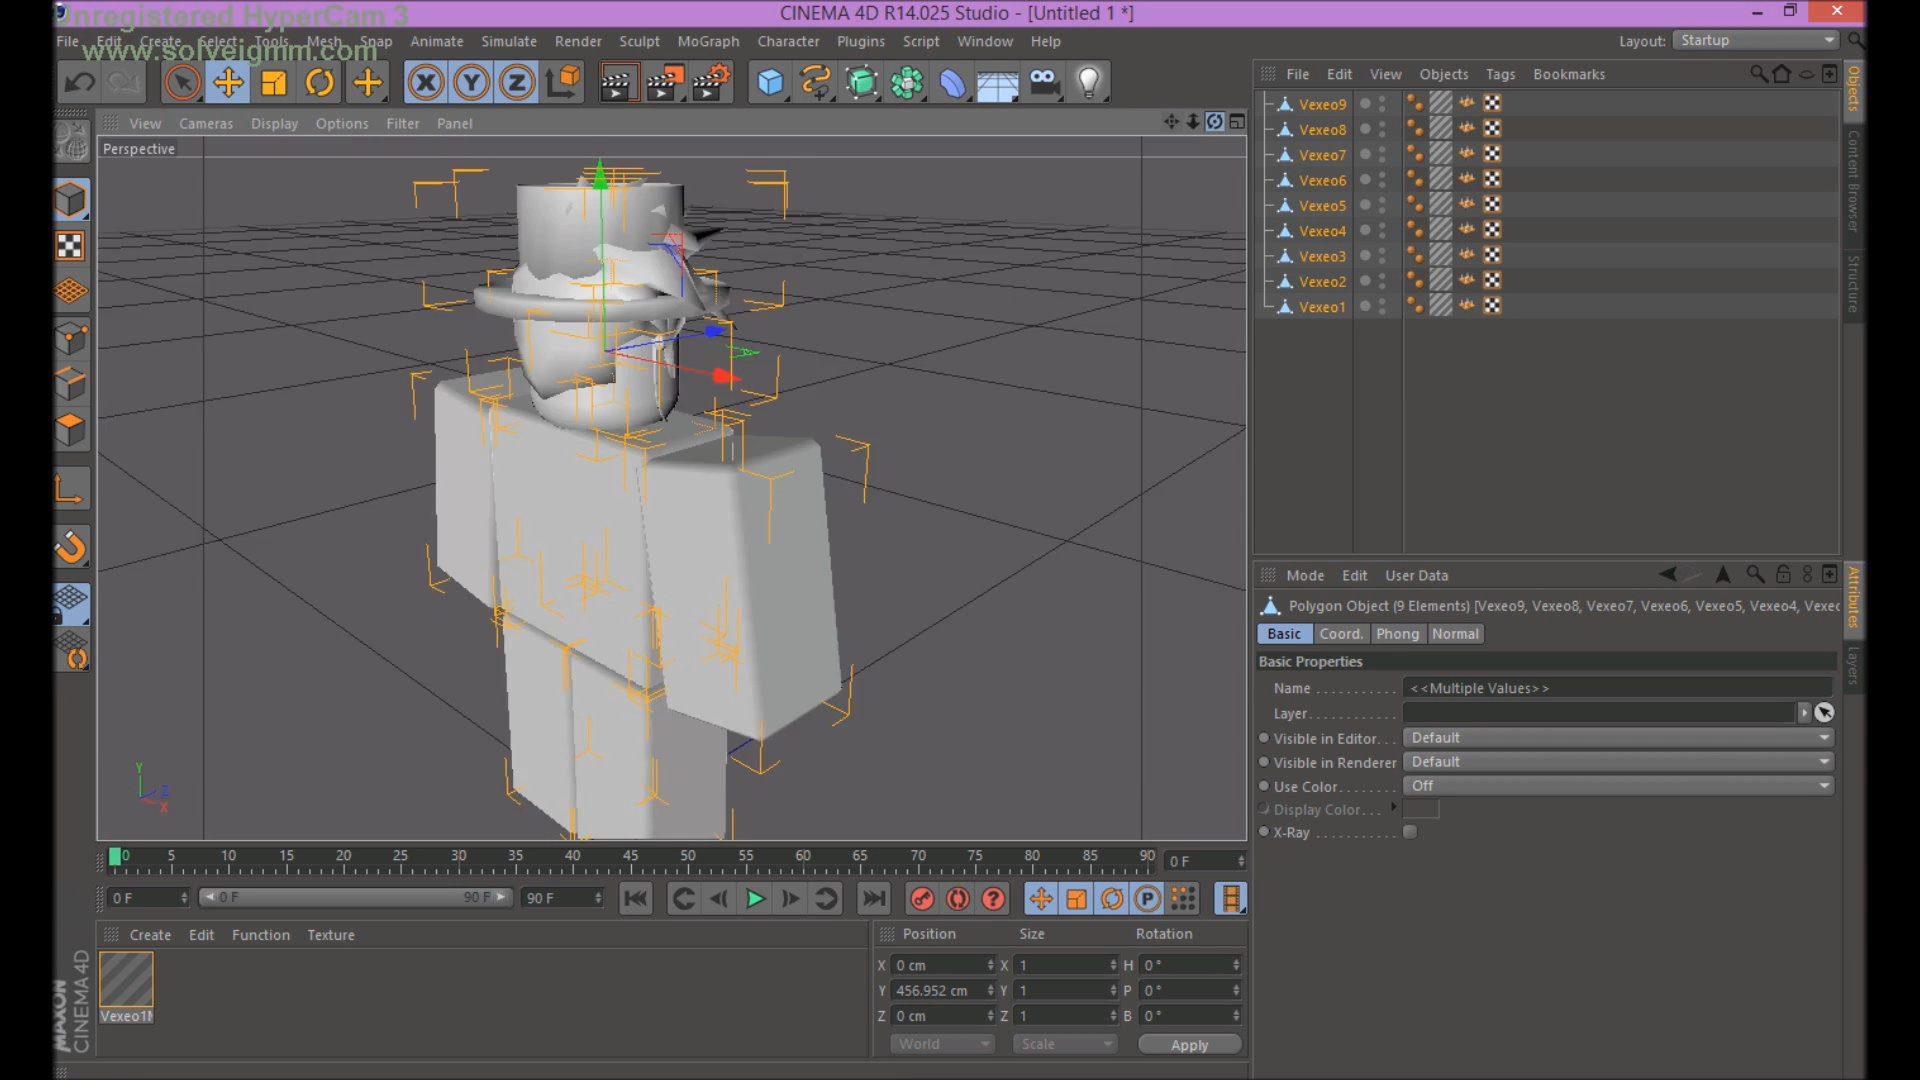 Unregistered HyperCam 3
www.solveigmm.com
CINEMA 4D R14.025 Studio - [Untitled 1 *]
File Edit Create Select Tools Mesh Snap Animate Simulate Render Sculpt MoGraph Character Plugins Script Window Help
Layout: Startup
X Y Z
File Edit View Objects Tags Bookmarks
View Cameras Display Options Filter Panel
Perspective
Vexeo9
Vexeo8
Vexeo7
Vexeo6
Vexeo5
Vexeo4
Vexeo3
Vexeo2
Vexeo1
Objects
Content Browser
Structure
Mode Edit User Data
Polygon Object (9 Elements) [Vexeo9, Vexeo8, Vexeo7, Vexeo6, Vexeo5, Vexeo4, Vexeo
Basic Coord. Phong Normal
Basic Properties
Name <<Multiple Values>>
Layer
Visible in Editor Default
Visible in Renderer Default
Use Color Off
Display Color
X-Ray
Attributes
Layers
Y
Z
X
0 5 10 15 20 25 30 35 40 45 50 55 60 65 70 75 80 85 90
0 F
0 F 0 F 90 F 90 F
P
Create Edit Function Texture
Vexeo1M
Position Size Rotation
X 0 cm X 1 H 0 °
Y 456.952 cm Y 1 P 0 °
Z 0 cm Z 1 B 0 °
World Scale Apply
MAXON
CINEMA 4D